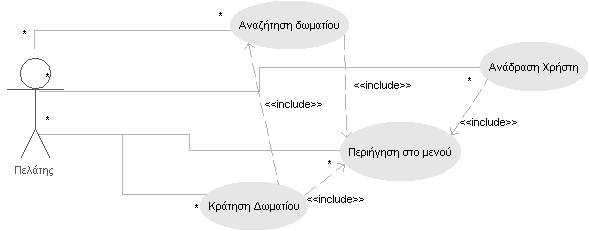 *
Αναζήτηση δωματίου
*
Ανάδραση Χρήστη
*
*
<<include>>
<<include>>
*
<<include>>
Περιήγηση στο μενού
*
Πελάτης
<<include>>
*
Κράτηση Δωματίου